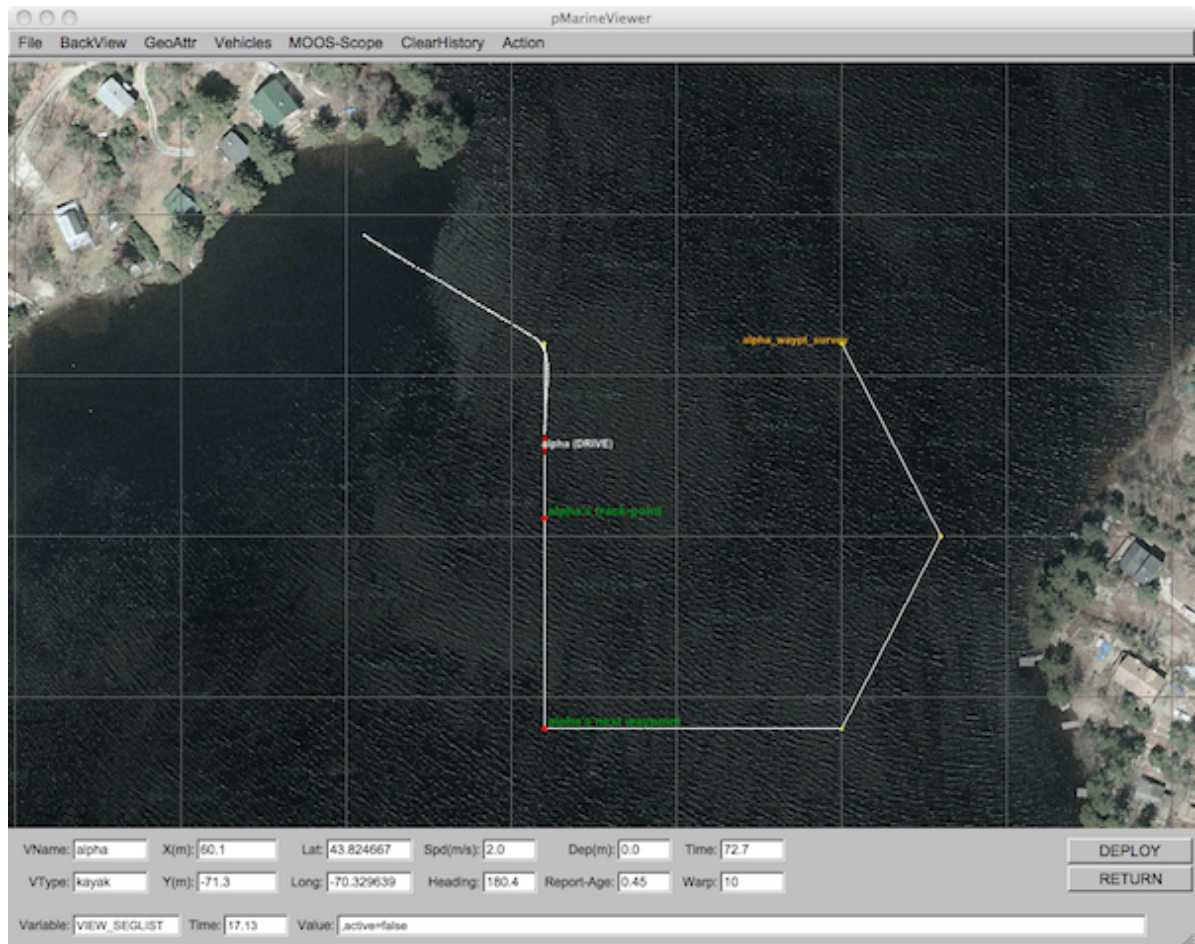 pMarineViewer
File BackView GeoAttr Vehicles MOOS-Scope ClearHistory Action
alpha_waypt_survey
alpha (DRIVE)
alpha's track-point
alpha's next waypoint
VName: alpha X(m): 60.1 Lat: 43.824667 Spd(m/s): 2.0 Dep(m): 0.0 Time: 72.7 DEPLOY
VType: kayak Y(m): -71.3 Long: -70.329639 Heading: 180.4 Report-Age: 0.45 Warp: 10 RETURN
Variable: VIEW_SEGLIST Time: 17.13 Value: ,active=false